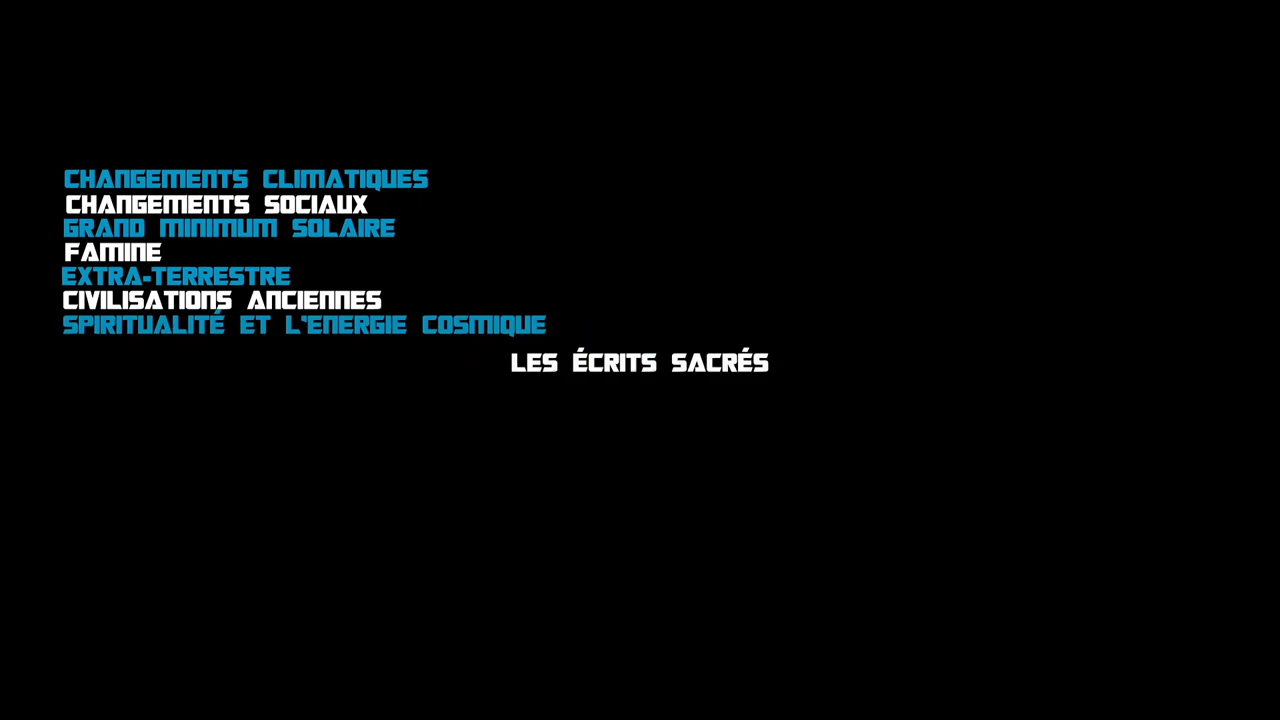 CHANGEMENTS CLIMATIQUES
CHANGEMENTS SOCIAUX
GRAND MINIMUM SOLAIRE
FAMINE
EXTRA-TERRESTRE
CIVILISATIONS ANCIENNES
SPIRITUALITÉ ET L'ENERGIE COSMIQUE
LES ÉCRITS SACRÉS